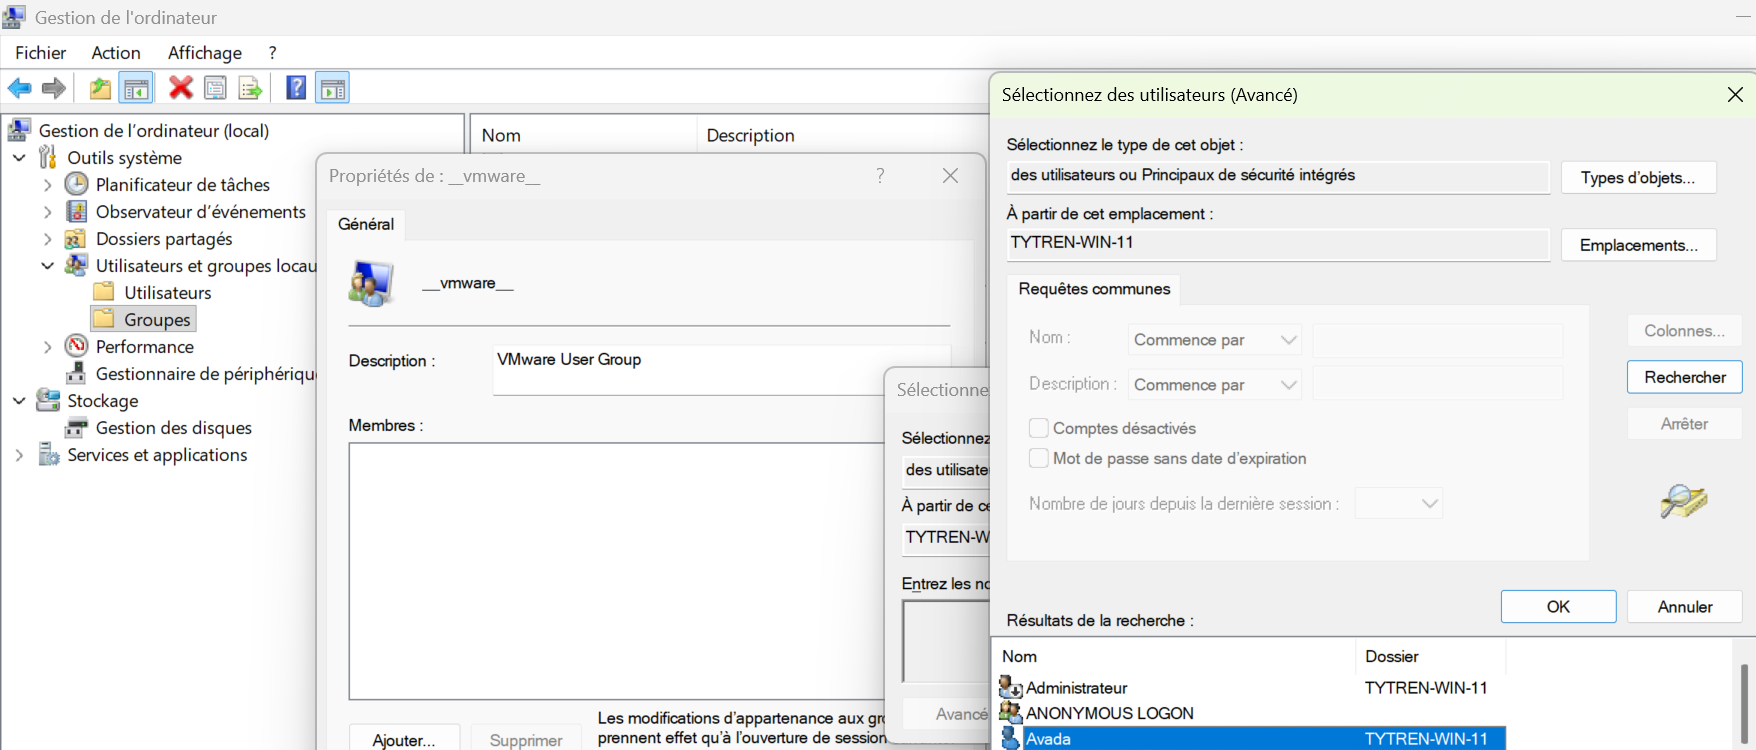 Gestion de l'ordinateur
Fichier Action Affichage ?
Gestion de l'ordinateur (local)
Outils système
Planificateur de tâches
Observateur d'événements
Dossiers partagés
Utilisateurs et groupes locau
Utilisateurs
Groupes
Performance
Gestionnaire de périphériqu
Stockage
Gestion des disques
Services et applications
Nom Description
Propriétés de : __vmware__ ?
Général
__vmware__
Description : VMware User Group
Membres :
Ajouter... Supprimer
Les modifications d'appartenance aux gro
prennent effet qu'à l'ouverture de session
Sélectionne
Sélectionnez
des utilisateu
À partir de ce
TYTREN-W
Entrez les no
Avancé
Sélectionnez des utilisateurs (Avancé)
Sélectionnez le type de cet objet :
des utilisateurs ou Principaux de sécurité intégrés Types d'objets...
À partir de cet emplacement :
TYTREN-WIN-11 Emplacements...
Requêtes communes
Nom : Commence par
Description : Commence par
Comptes désactivés
Mot de passe sans date d'expiration
Nombre de jours depuis la dernière session :
Colonnes...
Rechercher
Arrêter
OK Annuler
Résultats de la recherche :
Nom Dossier
Administrateur TYTREN-WIN-11
ANONYMOUS LOGON
Avada TYTREN-WIN-11